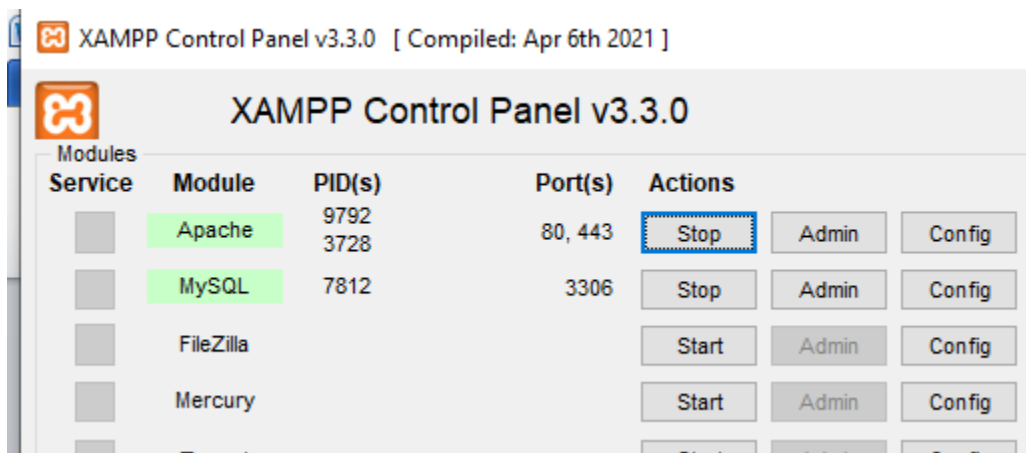 XAMPP Control Panel v3.3.0 [ Compiled: Apr 6th 2021 ]
XAMPP Control Panel v3.3.0
Modules
Service Module PID(s) Port(s) Actions
Apache 9792 3728 80, 443 Stop Admin Config
MySQL 7812 3306 Stop Admin Config
FileZilla Start Admin Config
Mercury Start Admin Config